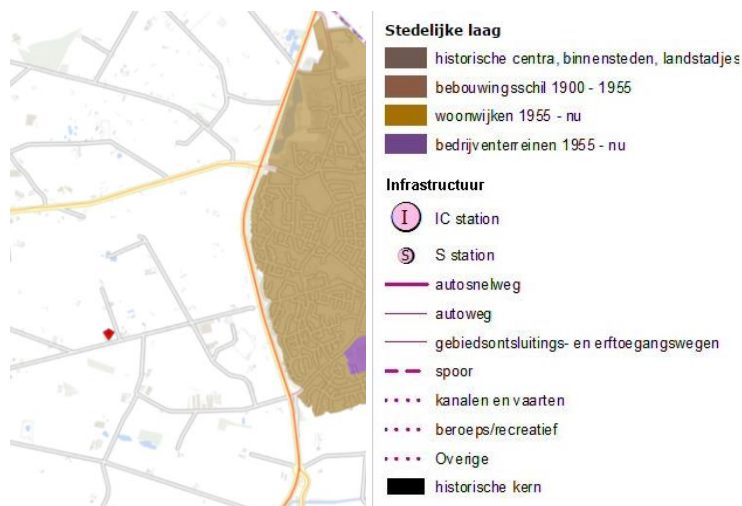 Stedelijke laag
historische centra, binnensteden, landstadjes
bebouwingsschil 1900 - 1955
woonwijken 1955 - nu
bedrijventerreinen 1955 - nu
Infrastructuur
I IC station
S S station
autosnelweg
autoweg
gebiedsontsluitings- en erftoegangswegen
spoor
kanalen en vaarten
beroeps/recreatief
Overige
historische kern